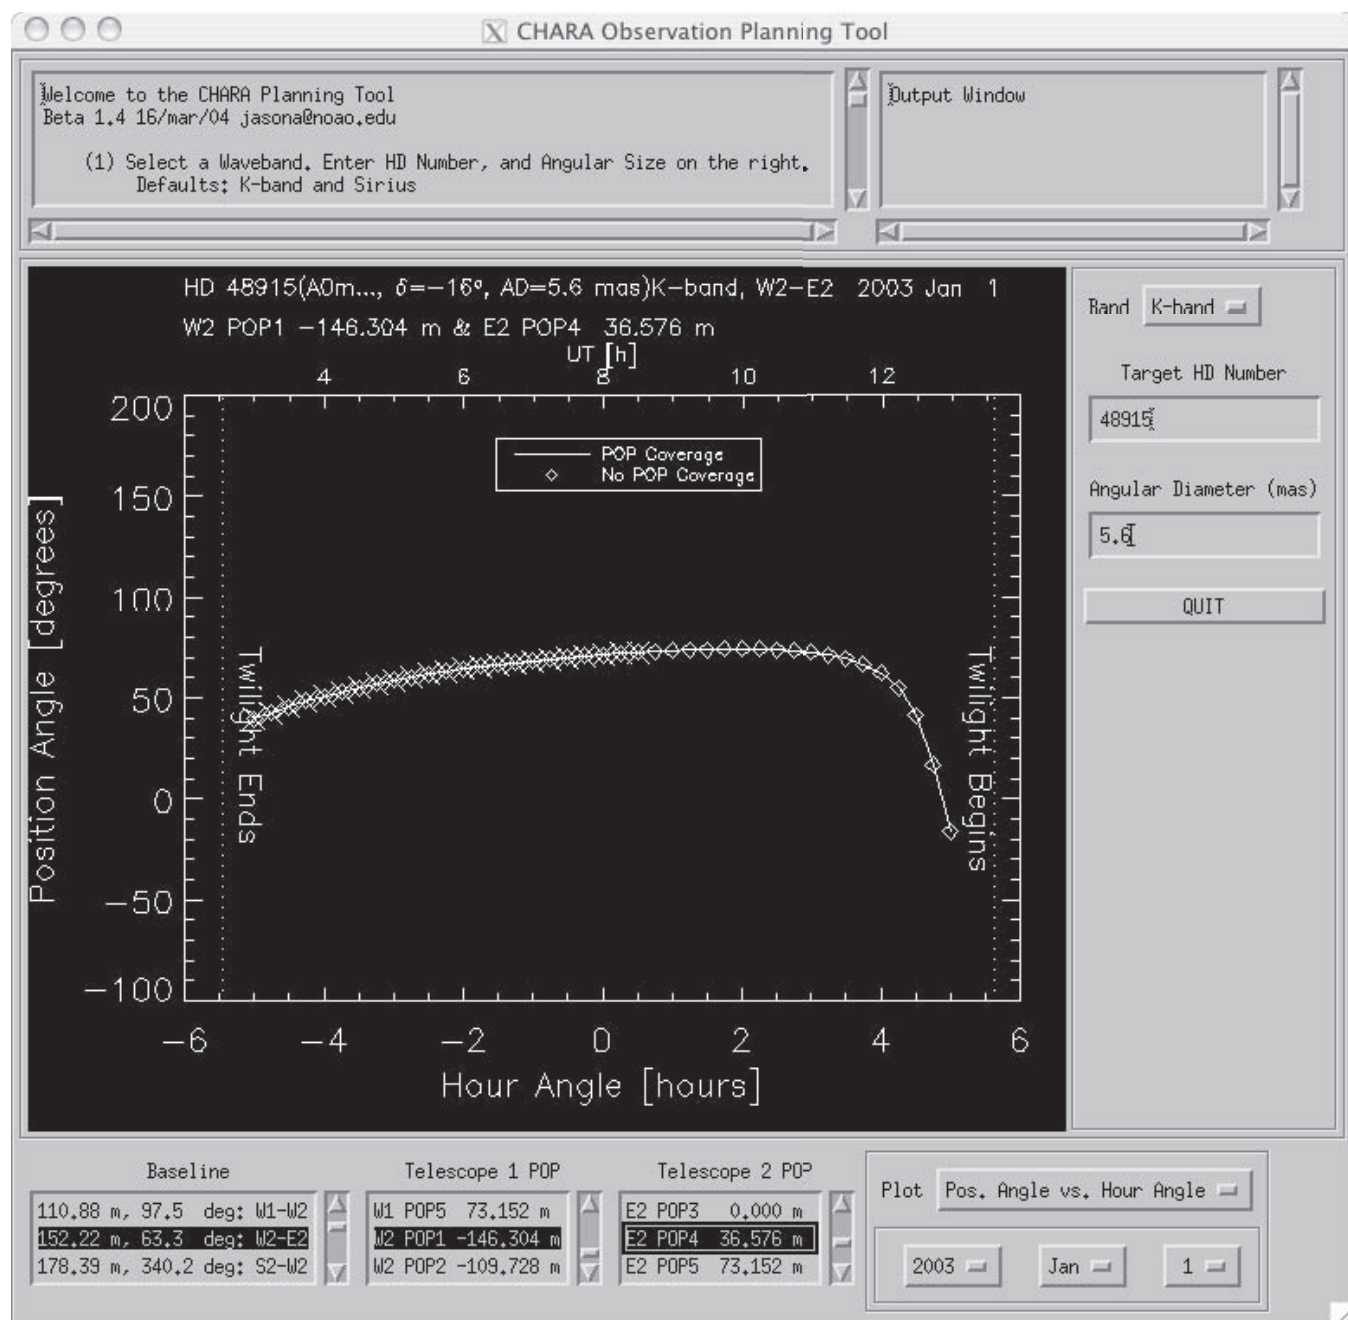 CHARA Observation Planning Tool
Welcome to the CHARA Planning Tool
Beta 1.4 16/mar/04 jasona@noao.edu
(1) Select a Waveband. Enter HD Number, and Angular Size on the right.
Defaults: K-band and Sirius
Output Window
HD 48915(A0m..., δ=−16°, AD=5.6 mas)K−band, W2−E2 2003 Jan 1
W2 POP1 −146.304 m & E2 POP4 36.576 m
UT [h]
4 6 8 10 12
200
150
100
50
0
−50
−100
Position Angle [degrees]
POP Coverage
No POP Coverage
Twilight Ends
Twilight Begins
−6 −4 −2 0 2 4 6
Hour Angle [hours]
Band K-band
Target HD Number
48915
Angular Diameter (mas)
5.6
QUIT
Baseline
110.88 m, 97.5 deg: W1-W2
152.22 m, 63.3 deg: W2-E2
178.39 m, 340.2 deg: S2-W2
Telescope 1 POP
W1 POP5 73.152 m
W2 POP1 -146.304 m
W2 POP2 -109.728 m
Telescope 2 POP
E2 POP3 0.000 m
E2 POP4 36.576 m
E2 POP5 73.152 m
Plot Pos. Angle vs. Hour Angle
2003 Jan 1